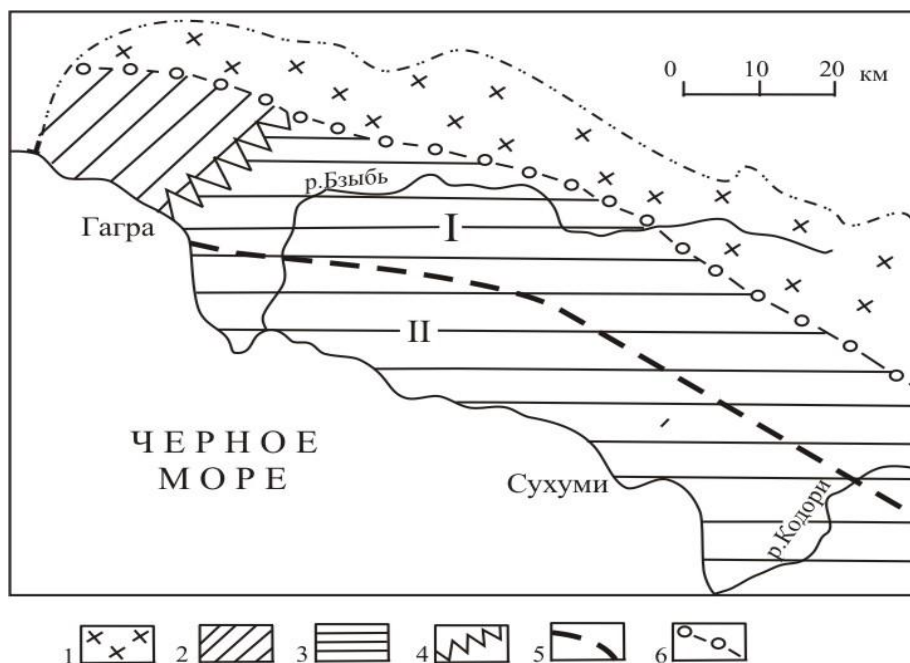 0 10 20 км
р.Бзыбь
Гагра
I
II
ЧЕРНОЕ
МОРЕ
Сухуми
р.Кодори
1 2 3 4 5 6